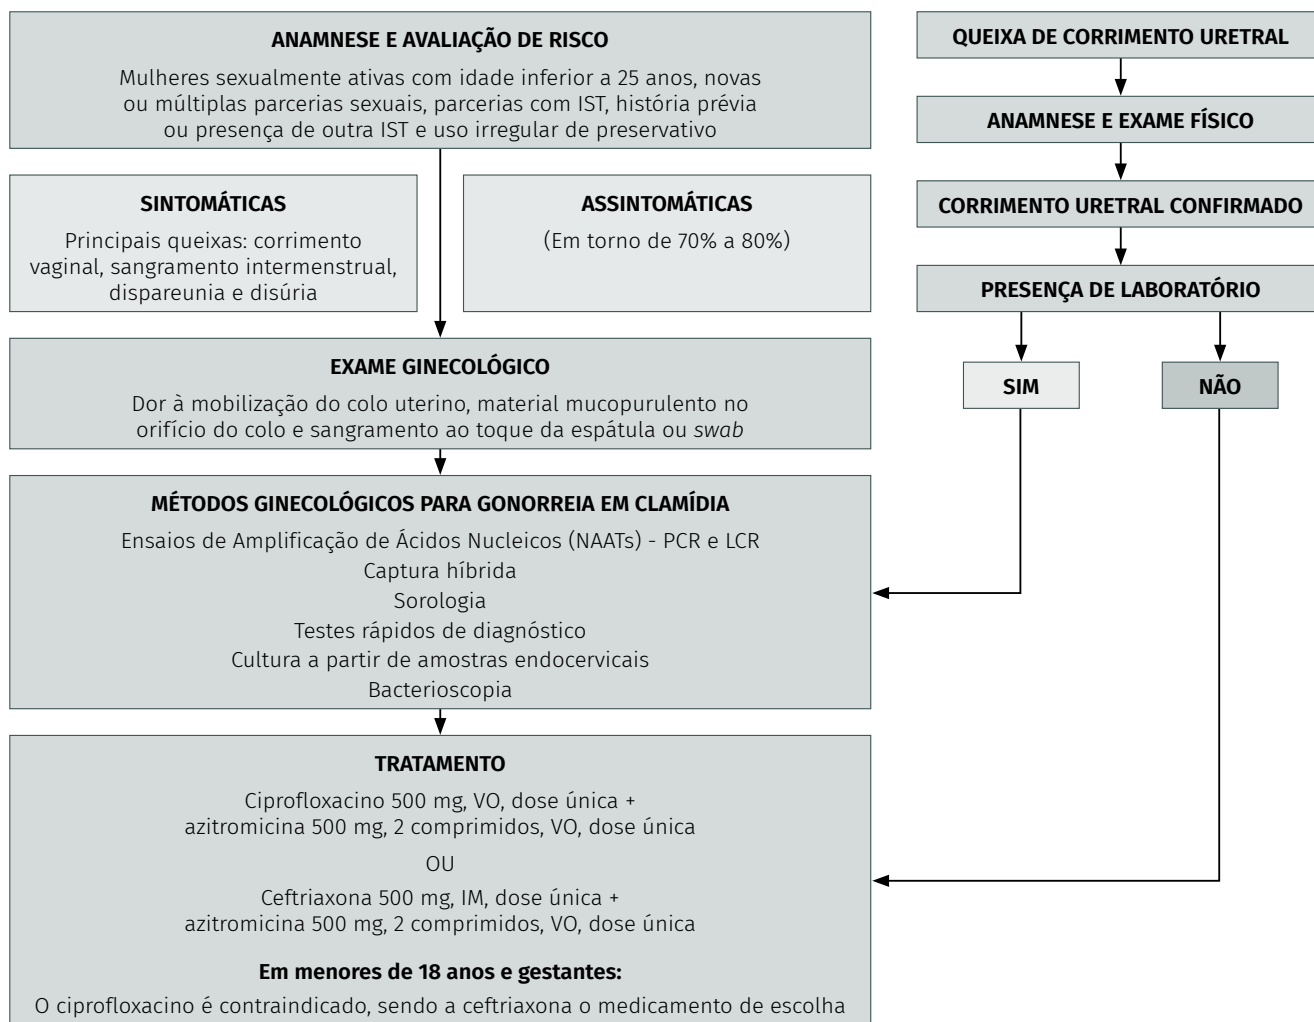 ANAMNESE E AVALIAÇÃO DE RISCO
Mulheres sexualmente ativas com idade inferior a 25 anos, novas
ou múltiplas parcerias sexuais, parcerias com IST, história prévia
ou presença de outra IST e uso irregular de preservativo
SINTOMÁTICAS
Principais queixas: corrimento
vaginal, sangramento intermenstrual,
dispareunia e disúria
ASSINTOMÁTICAS
(Em torno de 70% a 80%)
EXAME GINECOLÓGICO
Dor à mobilização do colo uterino, material mucopurulento no
orifício do colo e sangramento ao toque da espátula ou swab
MÉTODOS GINECOLÓGICOS PARA GONORREIA EM CLAMÍDIA
Ensaios de Amplificação de Ácidos Nucleicos (NAATs) - PCR e LCR
Captura híbrida
Sorologia
Testes rápidos de diagnóstico
Cultura a partir de amostras endocervicais
Bacterioscopia
TRATAMENTO
Ciprofloxacino 500 mg, VO, dose única +
azitromicina 500 mg, 2 comprimidos, VO, dose única
OU
Ceftriaxona 500 mg, IM, dose única +
azitromicina 500 mg, 2 comprimidos, VO, dose única
Em menores de 18 anos e gestantes:
O ciprofloxacino é contraindicado, sendo a ceftriaxona o medicamento de escolha
QUEIXA DE CORRIMENTO URETRAL
ANAMNESE E EXAME FÍSICO
CORRIMENTO URETRAL CONFIRMADO
PRESENÇA DE LABORATÓRIO
SIM
NÃO